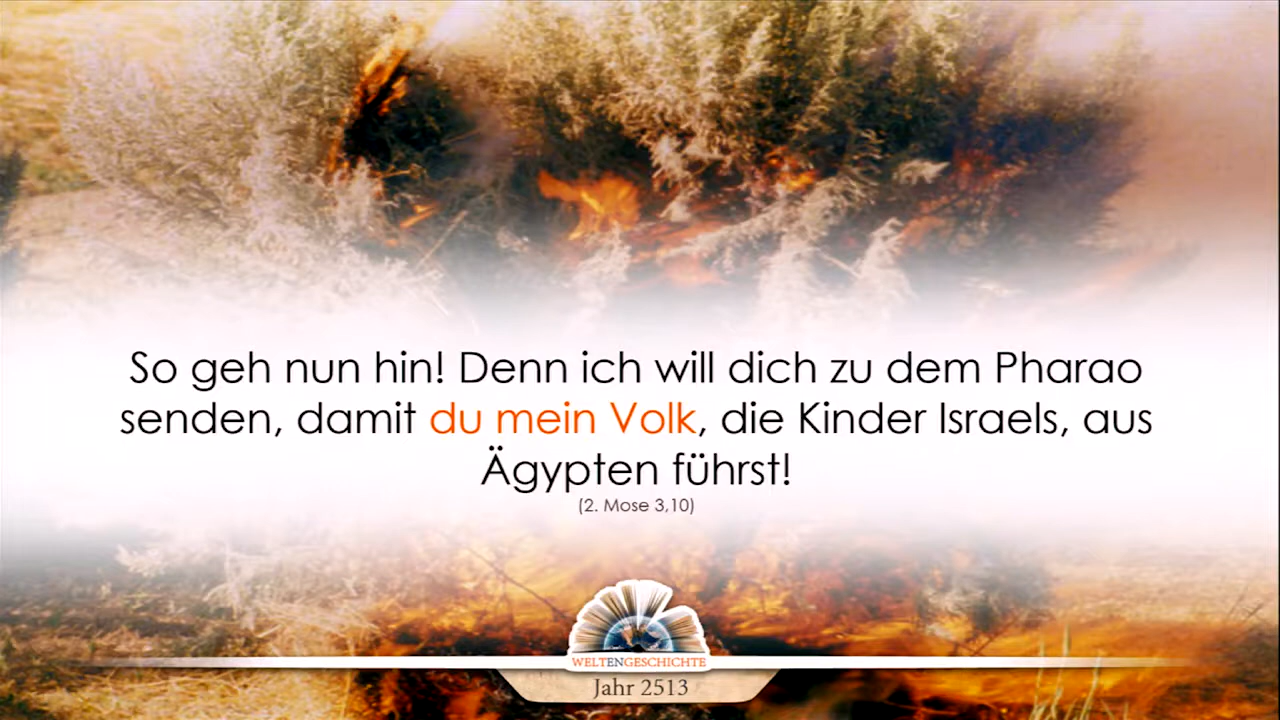 So geh nun hin! Denn ich will dich zu dem Pharao
senden, damit du mein Volk, die Kinder Israels, aus
Ägypten führst!
(2. Mose 3,10)
WELTENGESCHICHTE
Jahr 2513